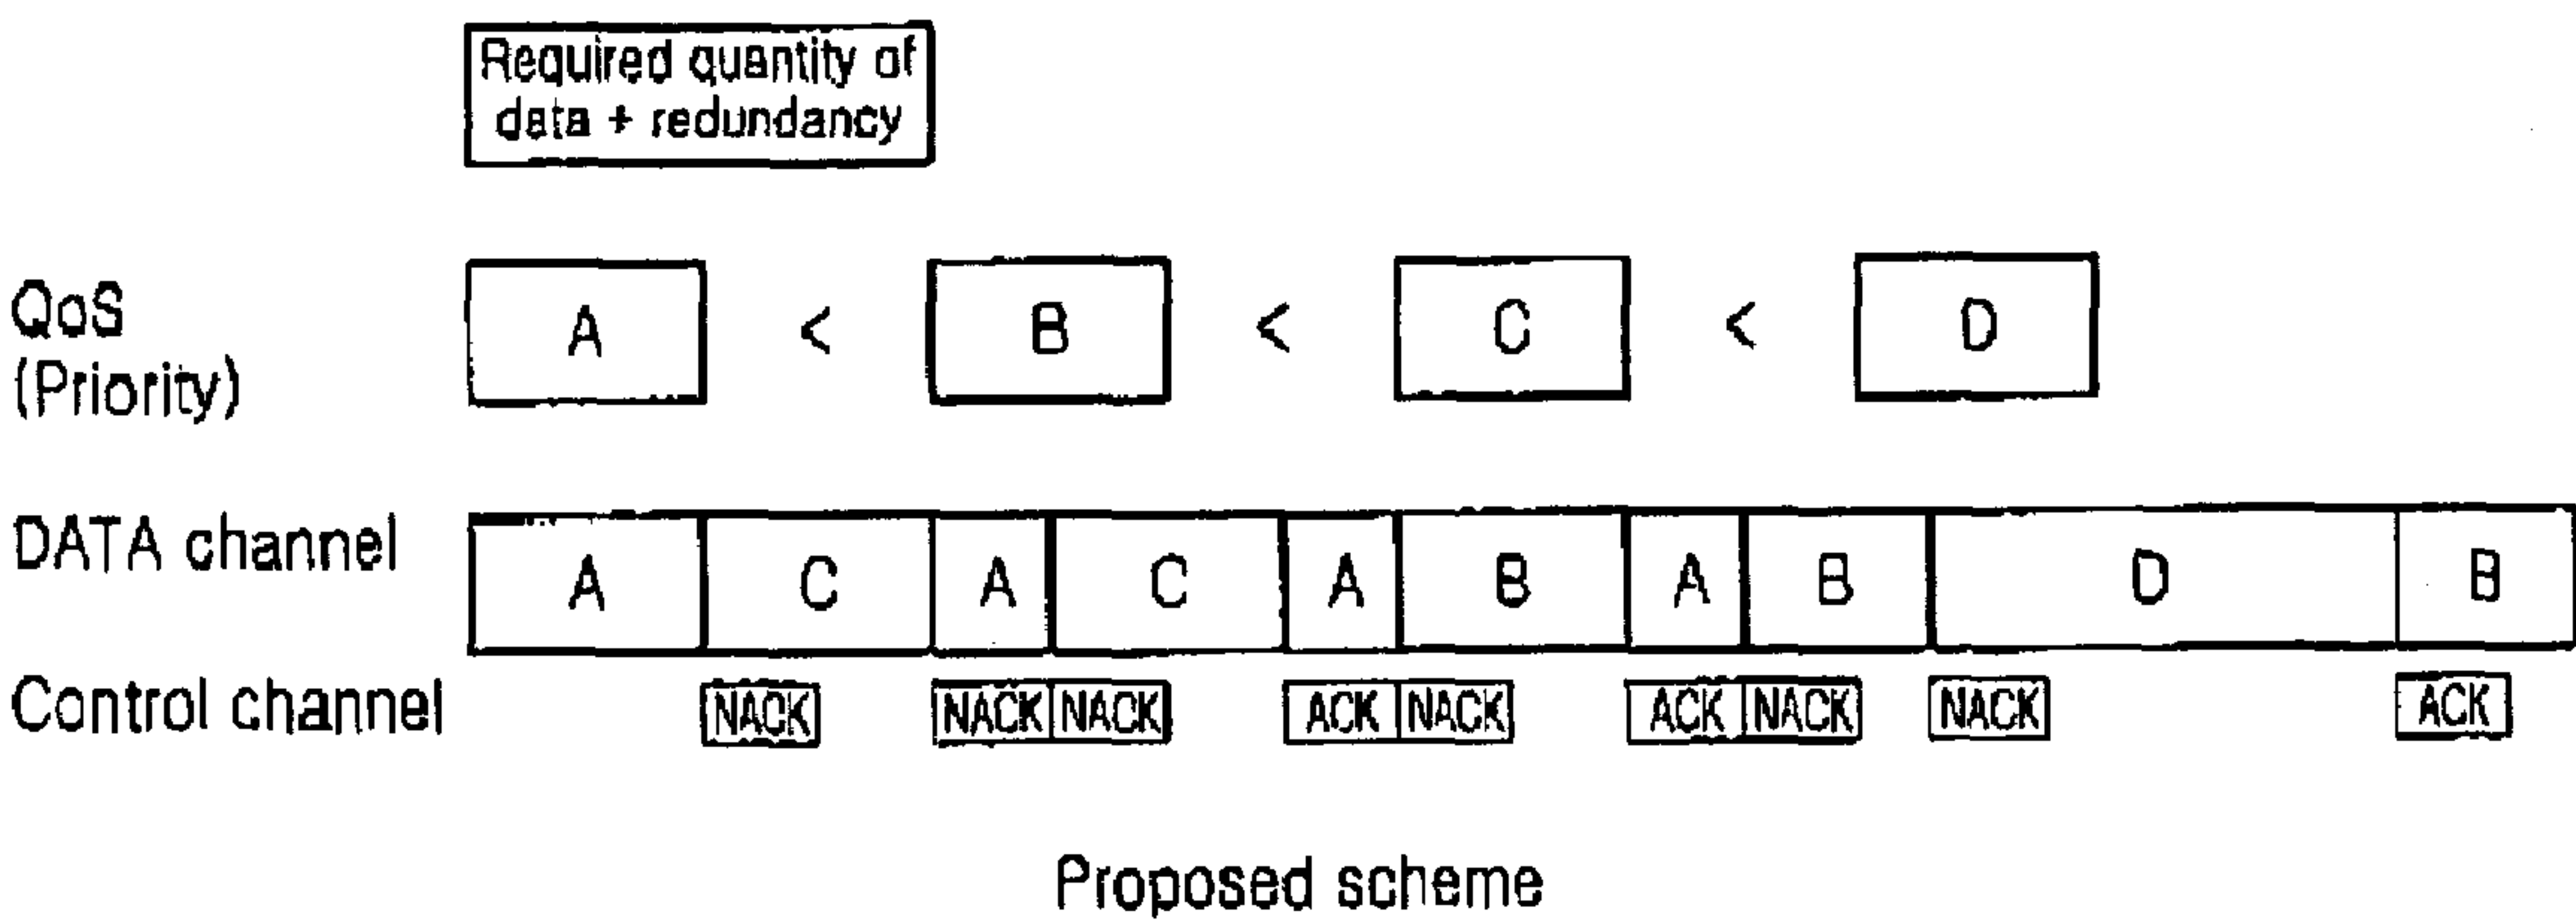 Required quantity of
data + redundancy
QoS
(Priority)
A < B < C < D
DATA channel
A C A C A B A B D B
Control channel
NACK NACK NACK ACK NACK ACK NACK NACK ACK
Proposed scheme